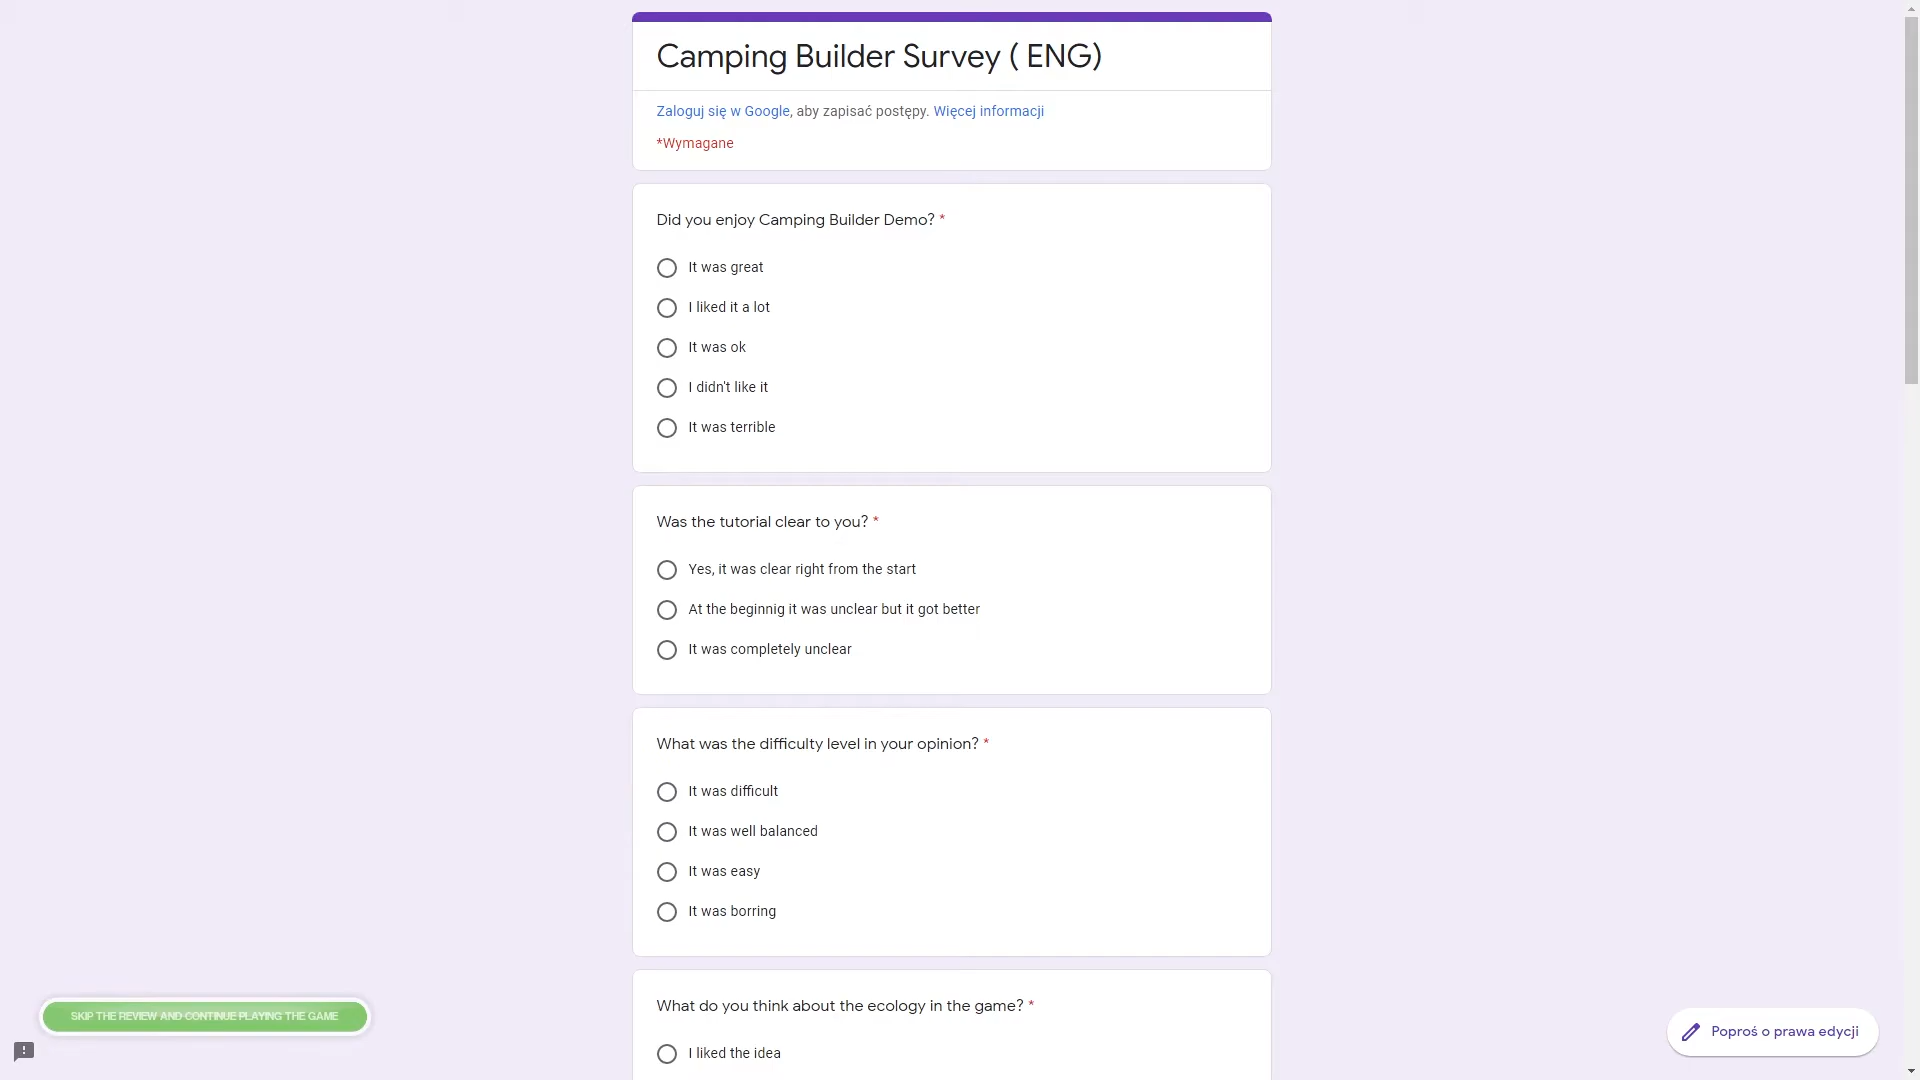 Camping Builder Survey ( ENG)
Zaloguj się w Google, aby zapisać postępy. Więcej informacji
*Wymagane
Did you enjoy Camping Builder Demo? *
It was great
I liked it a lot
It was ok
I didn't like it
It was terrible
Was the tutorial clear to you? *
Yes, it was clear right from the start
At the beginnig it was unclear but it got better
It was completely unclear
What was the difficulty level in your opinion? *
It was difficult
It was well balanced
It was easy
It was borring
What do you think about the ecology in the game? *
I liked the idea
SKIP THE REVIEW AND CONTINUE PLAYING THE GAME
Poproś o prawa edycji